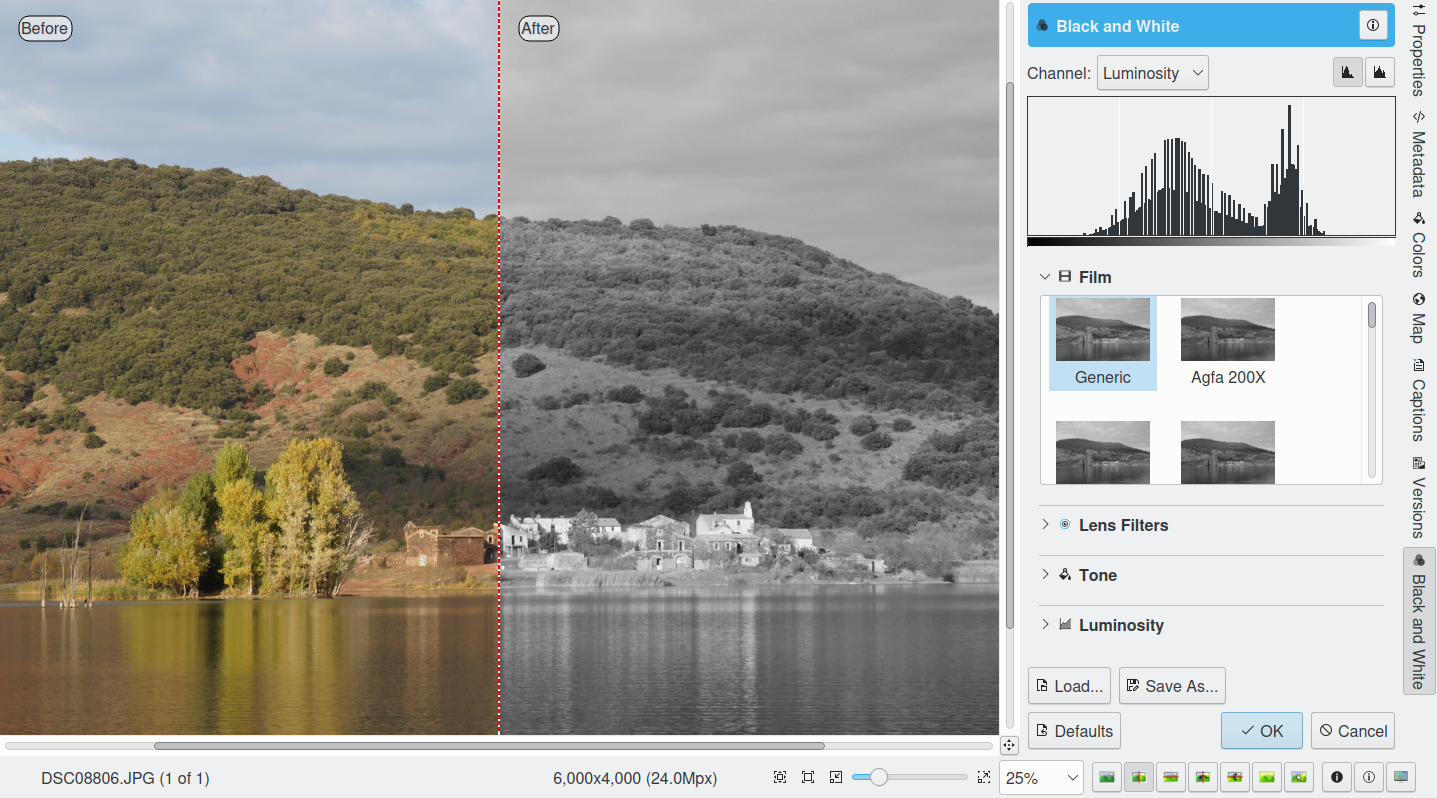 Before
After
Black and White
Channel: Luminosity
Film
Generic
Agfa 200X
Lens Filters
Tone
Luminosity
Load...
Save As...
Defaults
OK
Cancel
Properties
Metadata
Colors
Map
Captions
Versions
Black and White
DSC08806.JPG (1 of 1)
6,000x4,000 (24.0Mpx)
25%